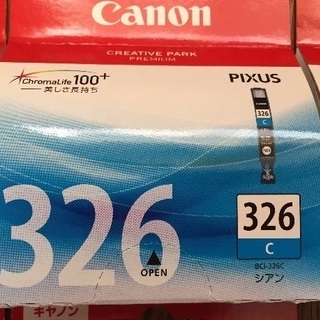 Canon
CREATIVE PARK
PREMIUM
ChromaLife100+
美しさ長持ち
PIXUS
326
C
326
326
C
BCI-326C
シアン
OPEN
キヤノン